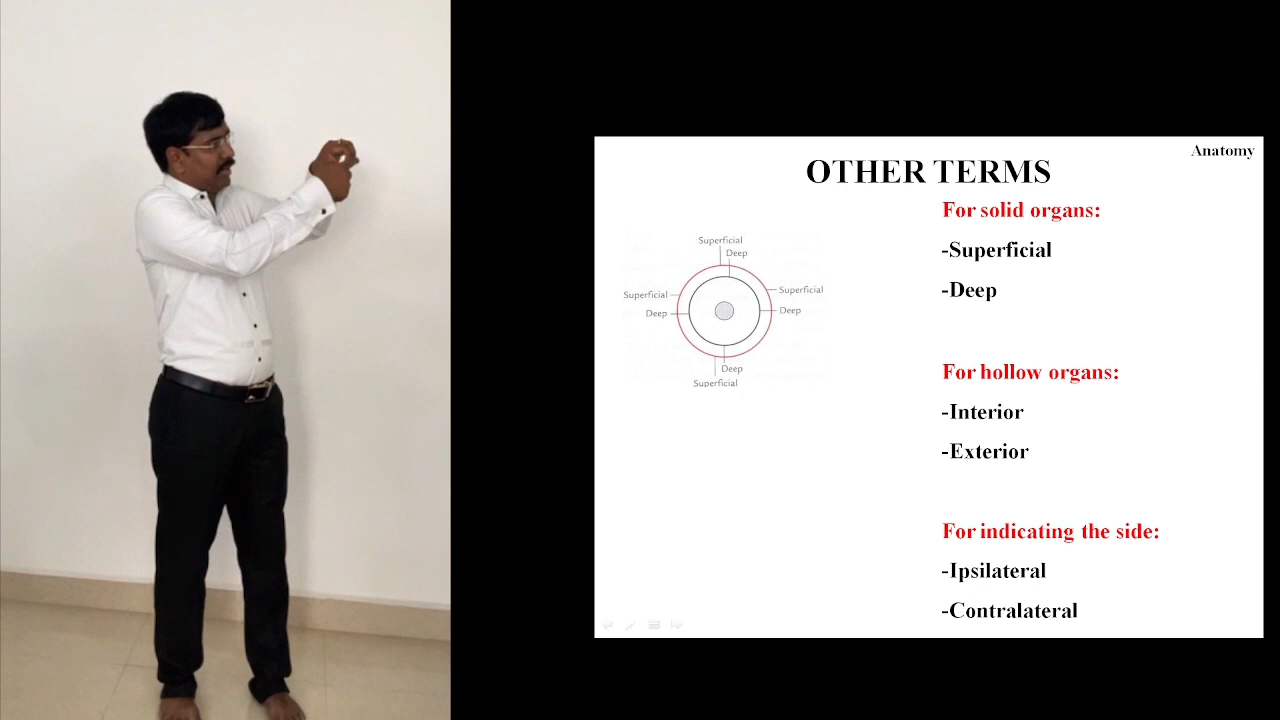 Anatomy
OTHER TERMS
For solid organs:
-Superficial
-Deep
For hollow organs:
-Interior
-Exterior
For indicating the side:
-Ipsilateral
-Contralateral
Superficial
Deep
Superficial
Superficial
Deep
Deep
Deep
Superficial